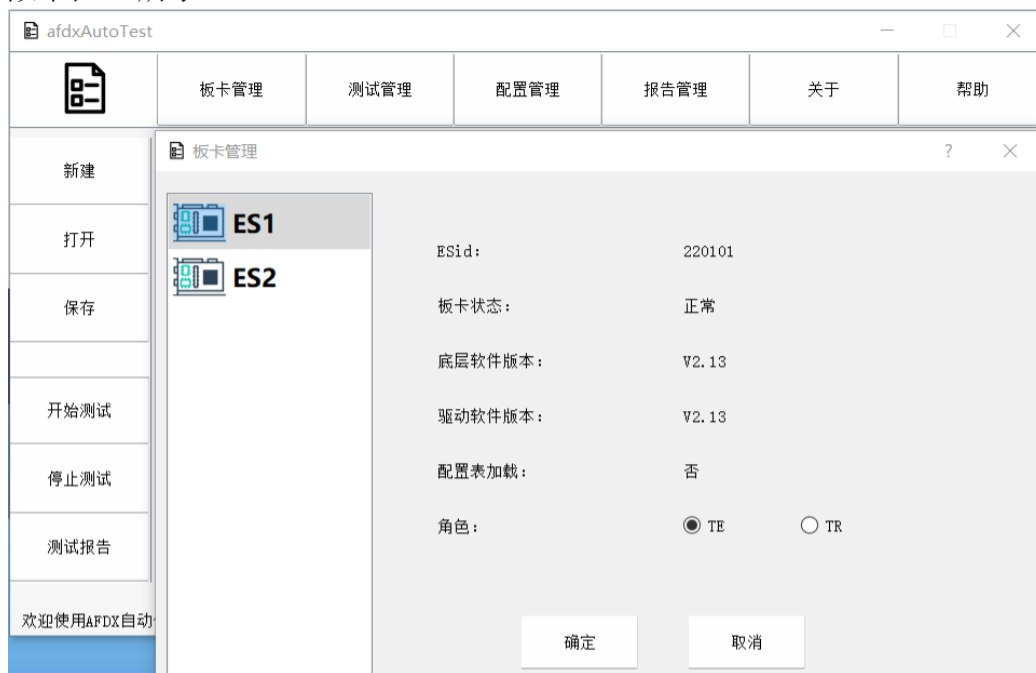 afdxAutoTest
板卡管理 测试管理 配置管理 报告管理 关于 帮助
新建
打开
保存
开始测试
停止测试
测试报告
欢迎使用AFDX自动
板卡管理 ?
ES1
ES2
ESid: 220101
板卡状态: 正常
底层软件版本: V2.13
驱动软件版本: V2.13
配置表加载: 否
角色: TE TR
确定 取消